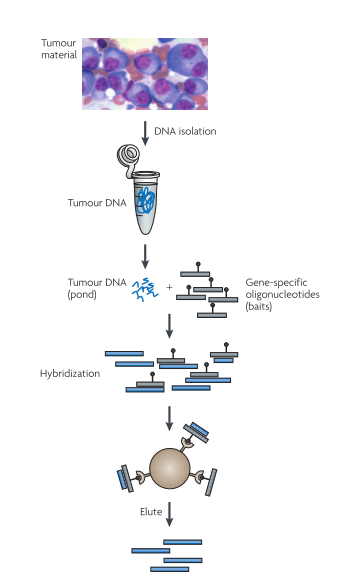 Tumour
material
DNA isolation
Tumour DNA
Tumour DNA
(pond)
+
Gene-specific
oligonucleotides
(baits)
Hybridization
Elute